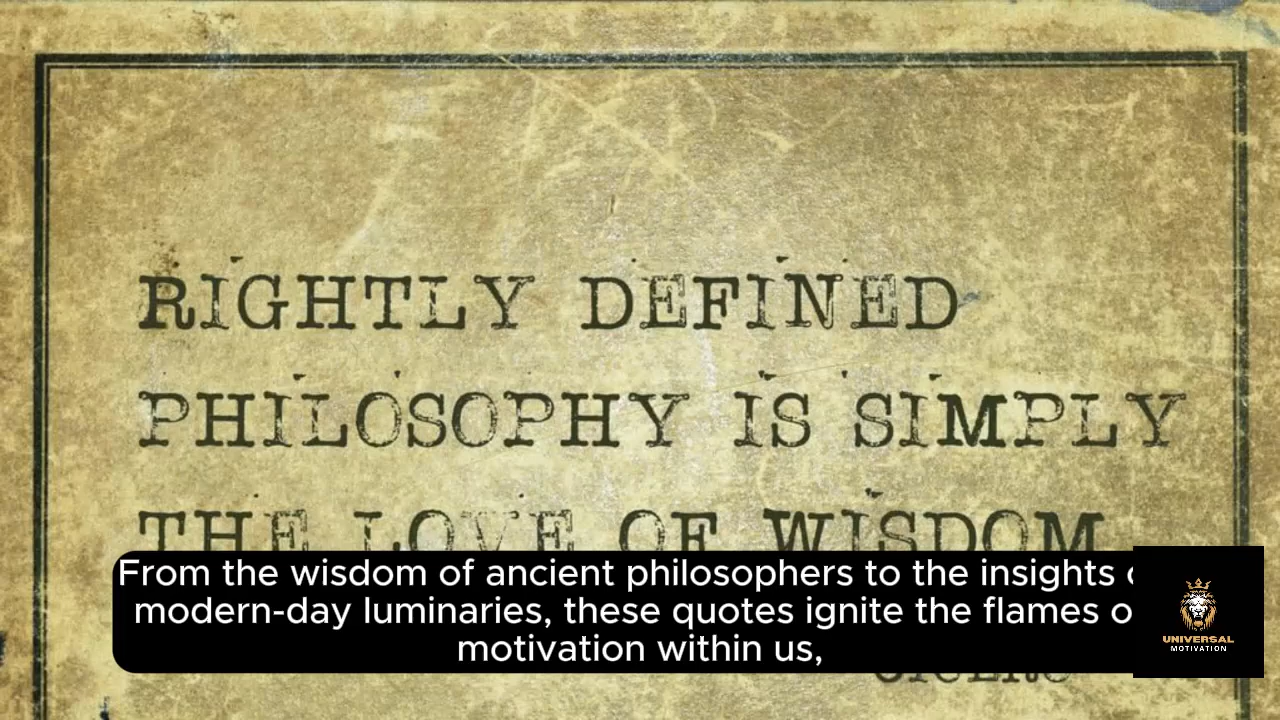 RIGHTLY DEFINED
PHILOSOPHY IS SIMPLY
THE LOVE OF WISDOM
From the wisdom of ancient philosophers to the insights
modern-day luminaries, these quotes ignite the flames
motivation within us,
UNIVERSAL
MOTIVATION